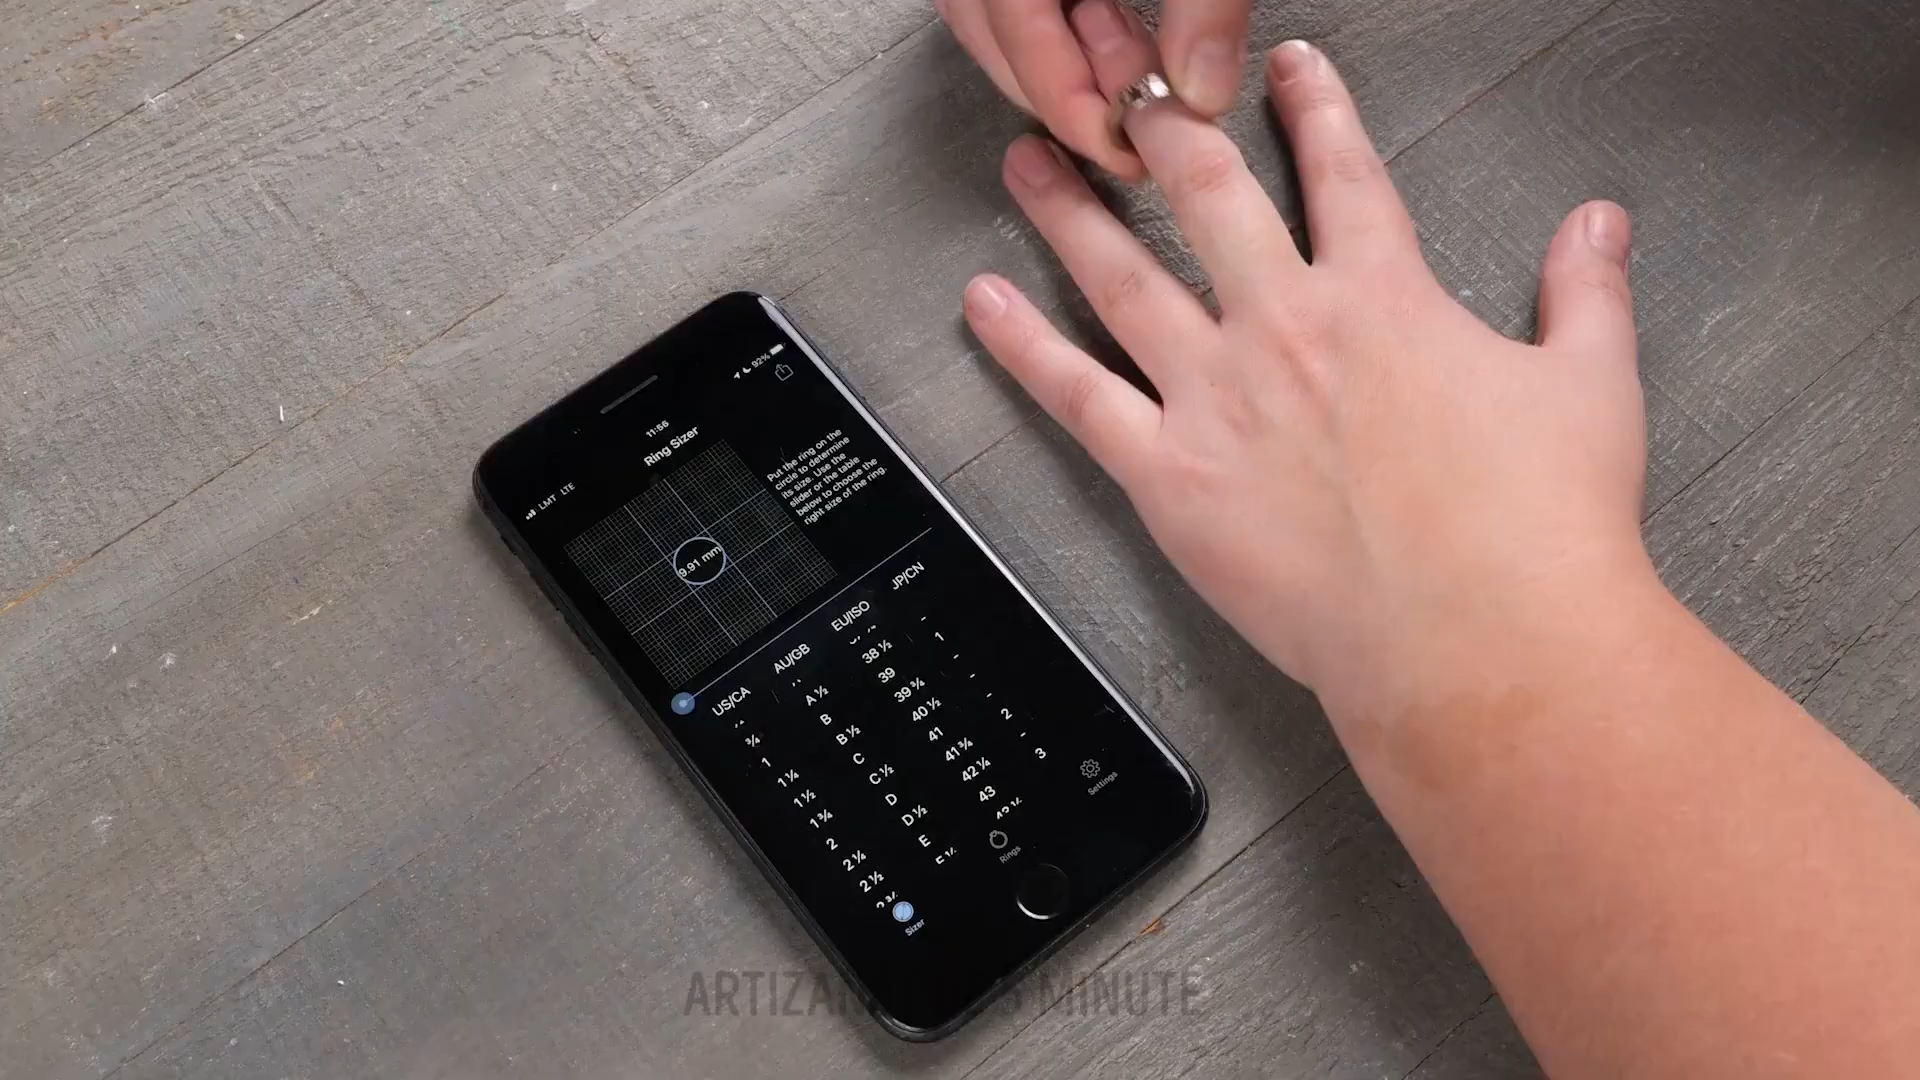 LMT LTE
11:56
92%
Ring Sizer
Put the ring on the
circle to determine
its size. Use the
slider or the table
below to choose the
right size of the ring.
9.91 mm
US/CA AU/GB EU/ISO JP/CN
A ½ 38 ½ -
¾ B 39 1
1 B ½ 39 ¾ -
1 ¼ C 40 ½ -
1 ½ C ½ 41 -
1 ¾ D 41 ¾ 2
2 D ½ 42 ¼ -
2 ¼ E 43 3
2 ½
Sizer
Rings
Settings
MINUTE